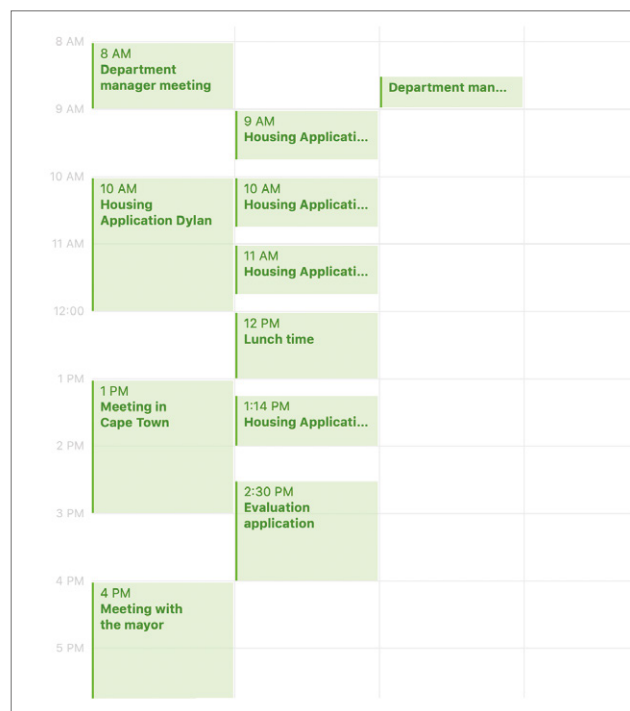 8 AM
8 AM
Department
manager meeting
Department man...
9 AM
9 AM
Housing Applicati...
10 AM
10 AM
Housing
Application Dylan
10 AM
Housing Applicati...
11 AM
11 AM
Housing Applicati...
12:00
12 PM
Lunch time
1 PM
1 PM
Meeting in
Cape Town
1:14 PM
Housing Applicati...
2 PM
2:30 PM
Evaluation
application
3 PM
4 PM
4 PM
Meeting with
the mayor
5 PM